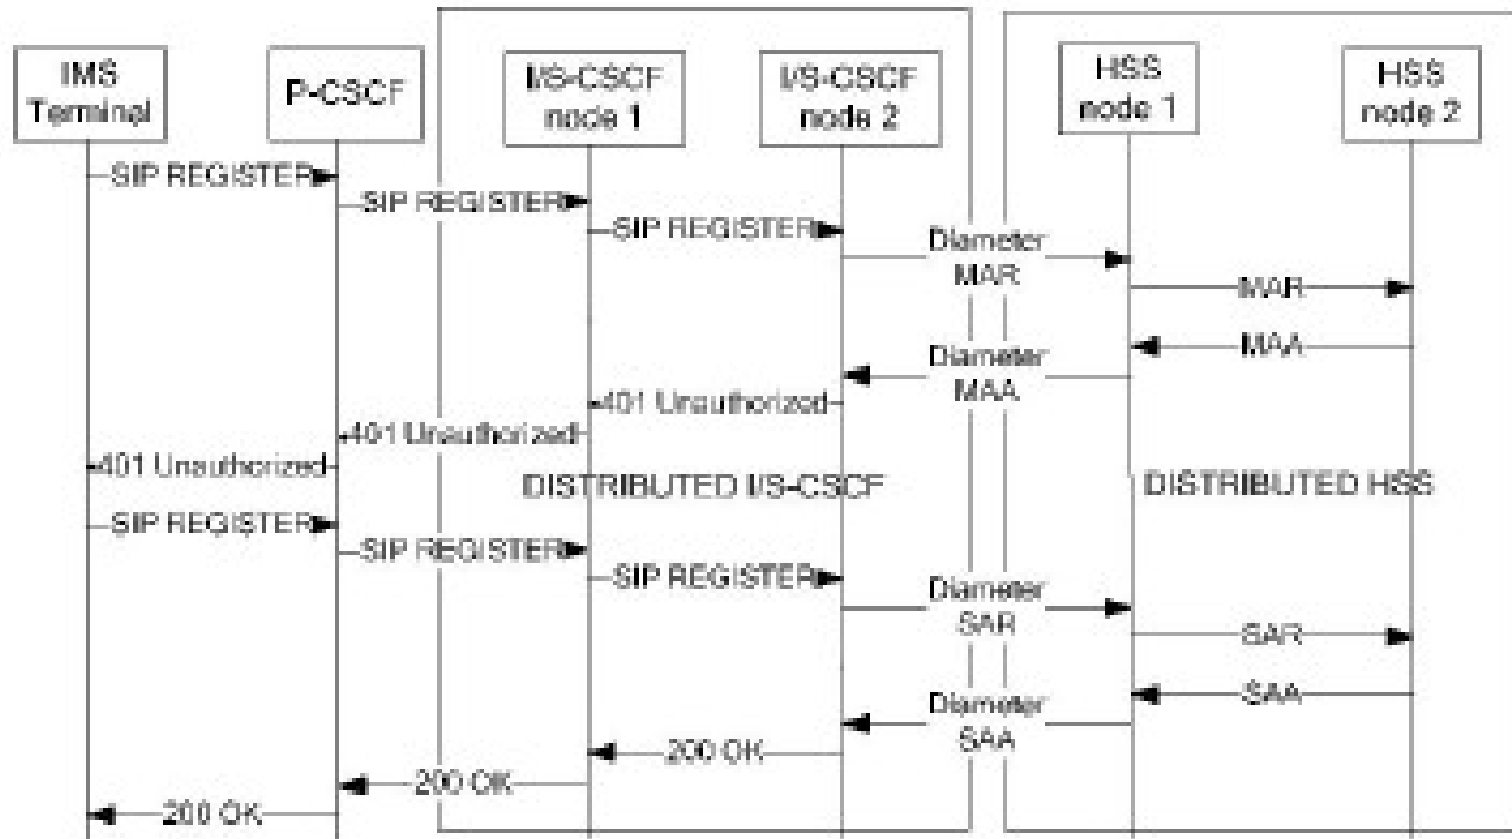 IMS
Terminal
P-CSCF
I/S-CSCF
node 1
I/S-CSCF
node 2
HSS
node 1
HSS
node 2
SIP REGISTER
SIP REGISTER
SIP REGISTER
Diameter
MAR
MAR
MAA
Diameter
MAA
401 Unauthorized
401 Unauthorized
401 Unauthorized
DISTRIBUTED I/S-CSCF
DISTRIBUTED HSS
SIP REGISTER
SIP REGISTER
SIP REGISTER
Diameter
SAR
SAR
SAA
Diameter
SAA
200 OK
200 OK
200 OK